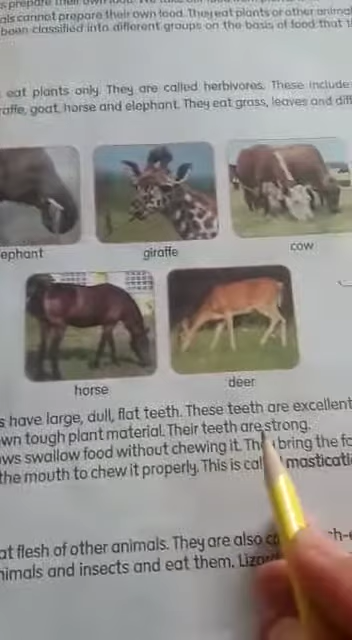 prepare their own food.
als cannot prepare their own food. They eat plants or other animal
been classified into different groups on the basis of food that
eat plants only. They are called herbivores. These include
affe, goat, horse and elephant. They eat grass, leaves and diff
ephant
giraffe
cow
horse
deer
s have large, dull, flat teeth. These teeth are excellent
wn tough plant material. Their teeth are strong.
ws swallow food without chewing it. Th bring the fo
the mouth to chew it properly. This is cal masticati
at flesh of other animals. They are also c h-e
nimals and insects and eat them. Liza